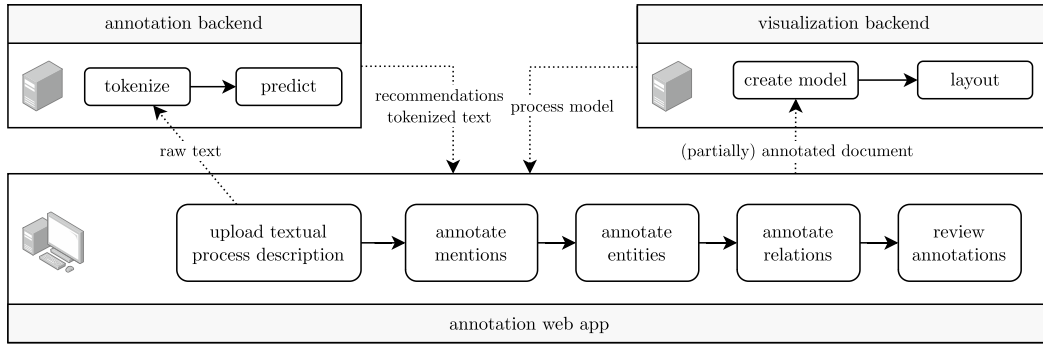 annotation backend
visualization backend
tokenize
predict
create model
layout
recommendations
tokenized text
process model
raw text
(partially) annotated document
upload textual
process description
annotate
mentions
annotate
entities
annotate
relations
review
annotations
annotation web app